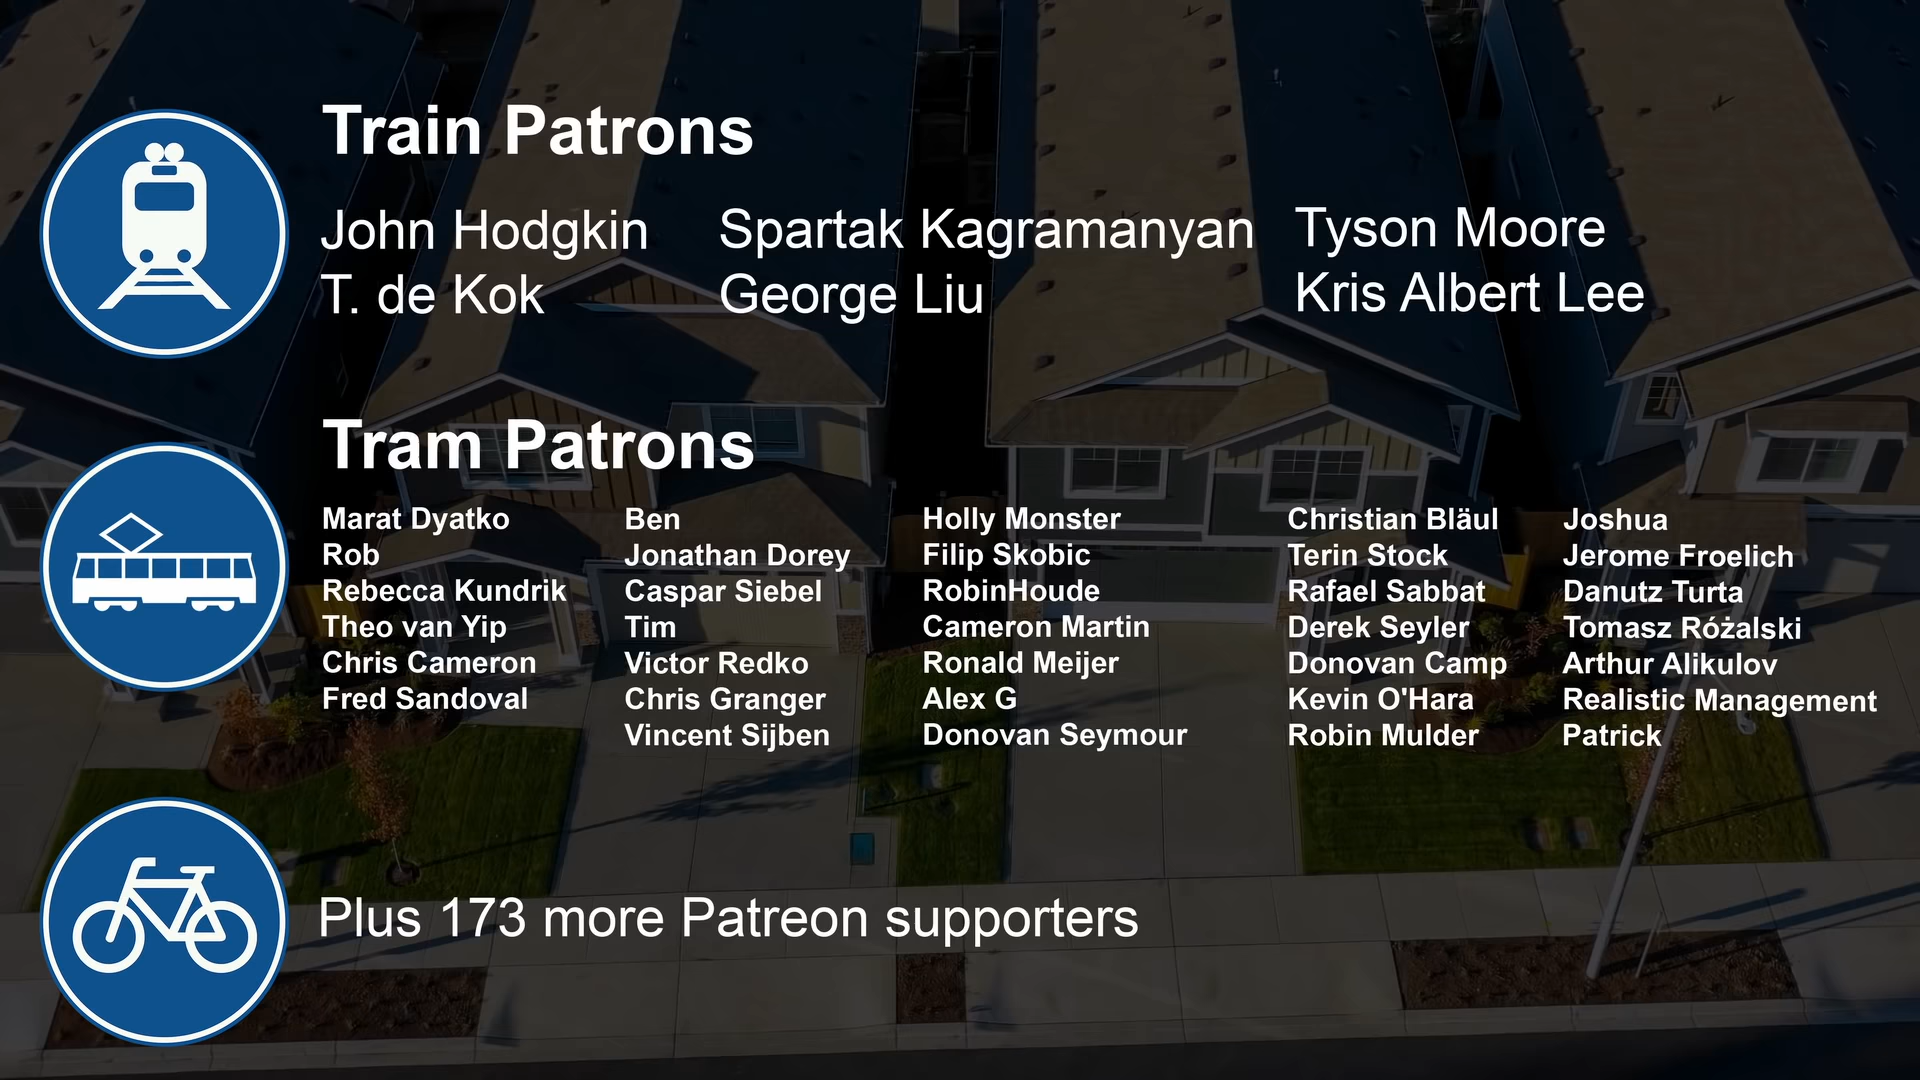 Train Patrons
John Hodgkin
T. de Kok
Spartak Kagramanyan
George Liu
Tyson Moore
Kris Albert Lee
Tram Patrons
Marat Dyatko
Rob
Rebecca Kundrik
Theo van Yip
Chris Cameron
Fred Sandoval
Ben
Jonathan Dorey
Caspar Siebel
Tim
Victor Redko
Chris Granger
Vincent Sijben
Holly Monster
Filip Skobic
RobinHoude
Cameron Martin
Ronald Meijer
Alex G
Donovan Seymour
Christian Bläul
Terin Stock
Rafael Sabbat
Derek Seyler
Donovan Camp
Kevin O'Hara
Robin Mulder
Joshua
Jerome Froelich
Danutz Turta
Tomasz Różalski
Arthur Alikulov
Realistic Management
Patrick
Plus 173 more Patreon supporters